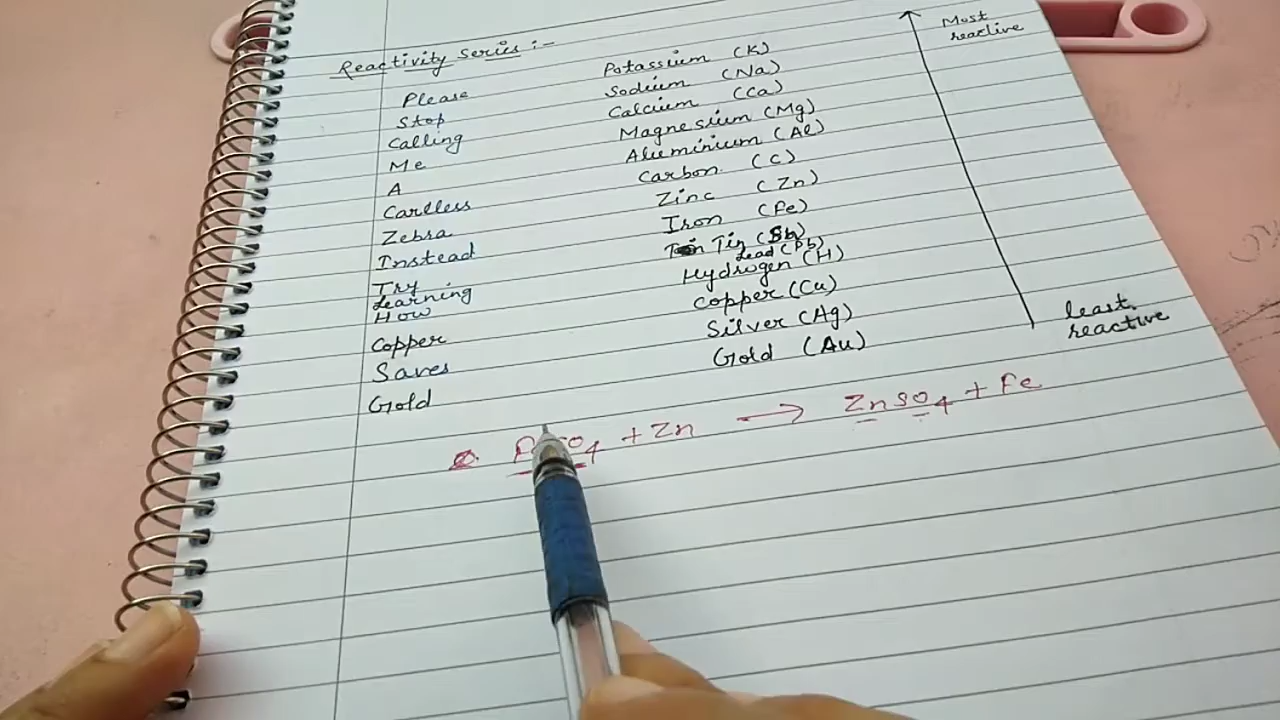 Reactivity Series :-
Most reactive
Please Potassium (K)
Stop Sodium (Na)
Calling Calcium (Ca)
Me Magnesium (Mg)
A Aluminium (Al)
Careless Carbon (C)
Zebra Zinc (Zn)
Instead Iron (Fe)
Try Tin (Sn)
Learning Lead (Pb)
How Hydrogen (H)
Copper Copper (Cu)
Saves Silver (Ag)
Gold Gold (Au)
least reactive
O4 + Zn → ZnSO4 + Fe